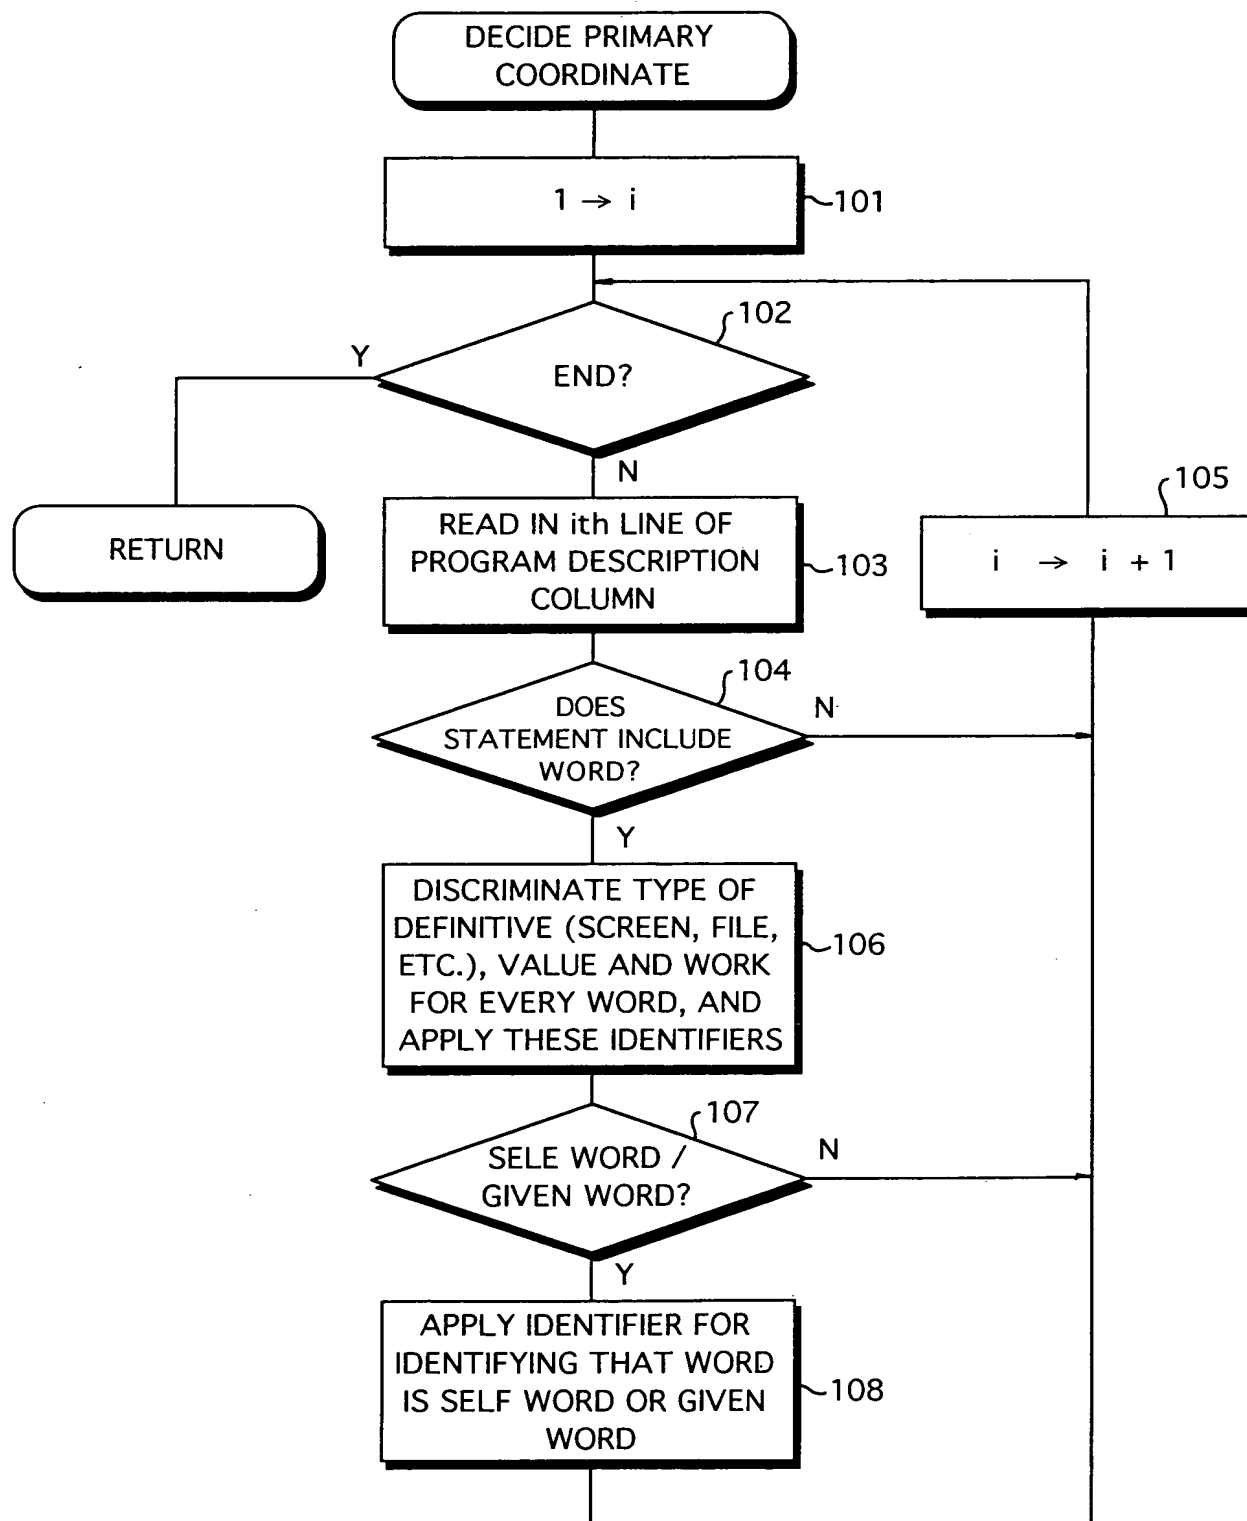 DECIDE PRIMARY
COORDINATE
1 → i
101
102
Y
END?
N
RETURN
READ IN ith LINE OF
PROGRAM DESCRIPTION
COLUMN
103
105
i → i + 1
104
DOES
STATEMENT INCLUDE
WORD?
N
Y
DISCRIMINATE TYPE OF
DEFINITIVE (SCREEN, FILE,
ETC.), VALUE AND WORK
FOR EVERY WORD, AND
APPLY THESE IDENTIFIERS
106
107
SELE WORD /
GIVEN WORD?
N
Y
APPLY IDENTIFIER FOR
IDENTIFYING THAT WORD
IS SELF WORD OR GIVEN
WORD
108